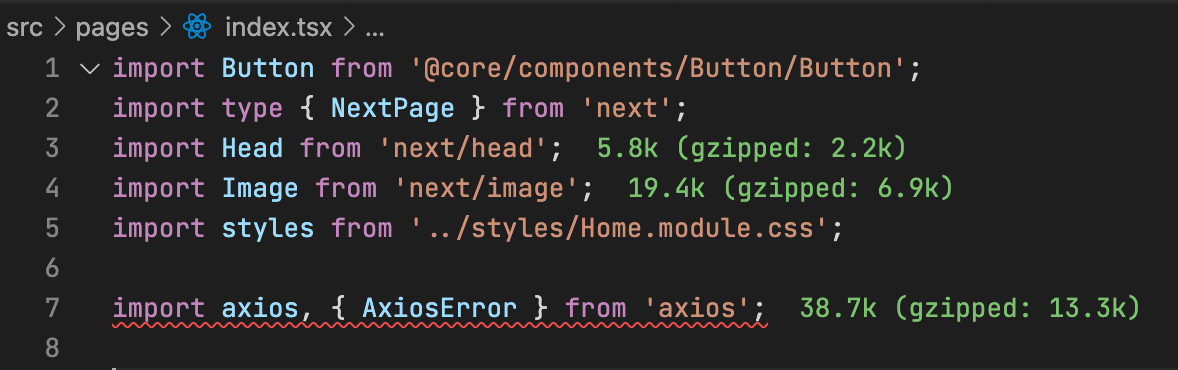 src > pages > index.tsx > ...
1 import Button from '@core/components/Button/Button';
2 import type { NextPage } from 'next';
3 import Head from 'next/head'; 5.8k (gzipped: 2.2k)
4 import Image from 'next/image'; 19.4k (gzipped: 6.9k)
5 import styles from '../styles/Home.module.css';
6
7 import axios, { AxiosError } from 'axios'; 38.7k (gzipped: 13.3k)
8